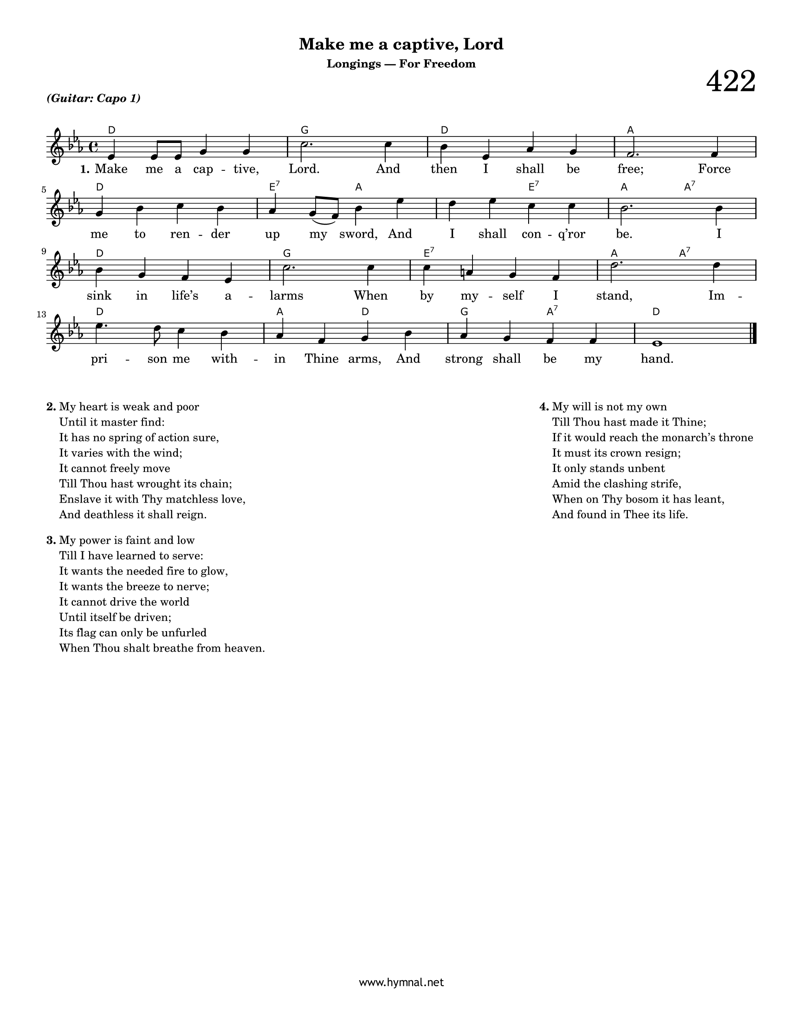 Make me a captive, Lord
Longings — For Freedom
422
(Guitar: Capo 1)
D G D A
1. Make me a cap - tive, Lord. And then I shall be free; Force
5 D E7 A E7 A A7
me to ren - der up my sword, And I shall con - q'ror be. I
9 D G E7 A A7
sink in life's a - larms When by my - self I stand, Im -
13 D A D G A7 D
pri - son me with - in Thine arms, And strong shall be my hand.
2. My heart is weak and poor
Until it master find:
It has no spring of action sure,
It varies with the wind;
It cannot freely move
Till Thou hast wrought its chain;
Enslave it with Thy matchless love,
And deathless it shall reign.
3. My power is faint and low
Till I have learned to serve:
It wants the needed fire to glow,
It wants the breeze to nerve;
It cannot drive the world
Until itself be driven;
Its flag can only be unfurled
When Thou shalt breathe from heaven.
4. My will is not my own
Till Thou hast made it Thine;
If it would reach the monarch's throne
It must its crown resign;
It only stands unbent
Amid the clashing strife,
When on Thy bosom it has leant,
And found in Thee its life.
www.hymnal.net